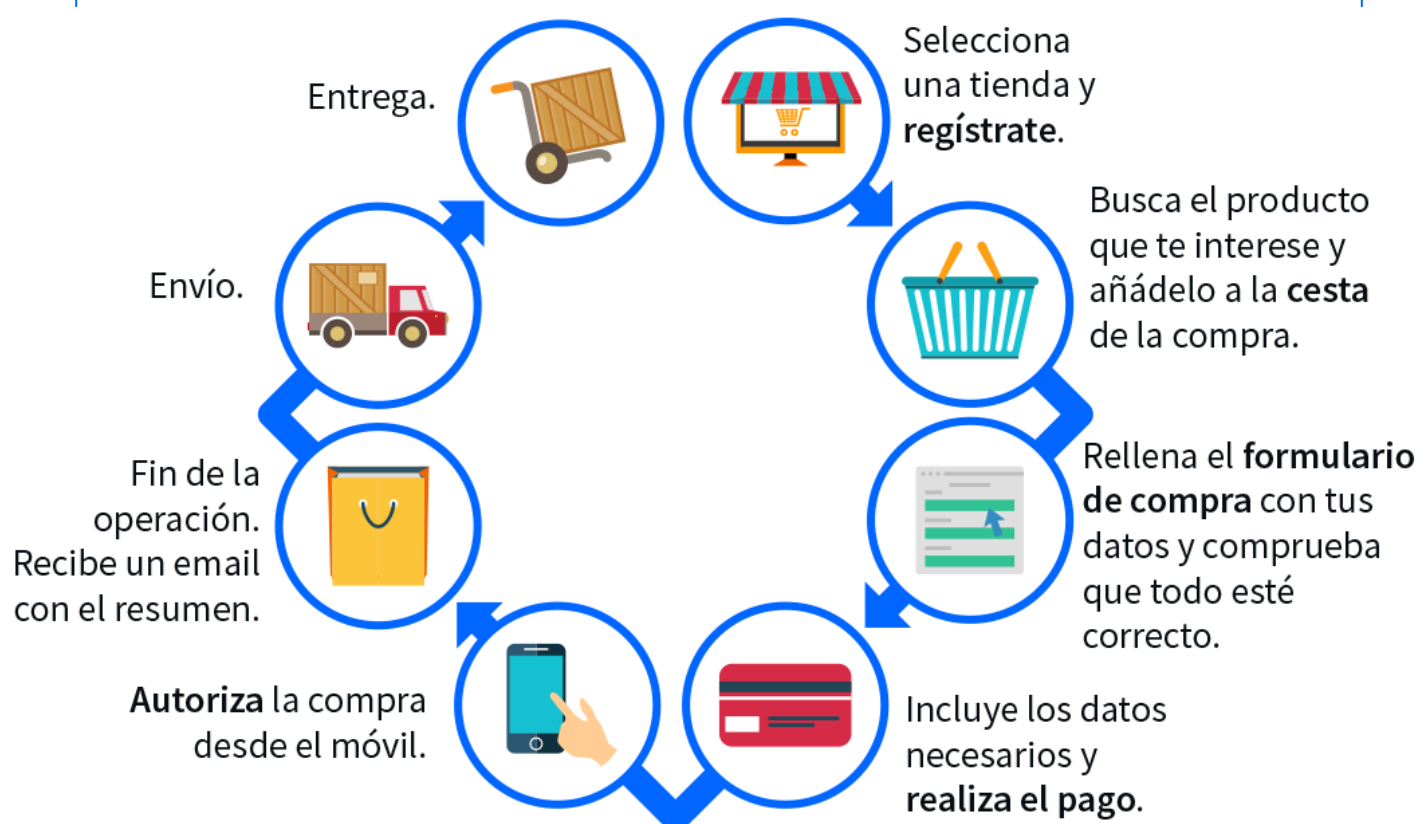 Selecciona
una tienda y
regístrate.
Busca el producto
que te interese y
añádelo a la cesta
de la compra.
Rellena el formulario
de compra con tus
datos y comprueba
que todo esté
correcto.
Incluye los datos
necesarios y
realiza el pago.
Autoriza la compra
desde el móvil.
Fin de la
operación.
Recibe un email
con el resumen.
Envío.
Entrega.